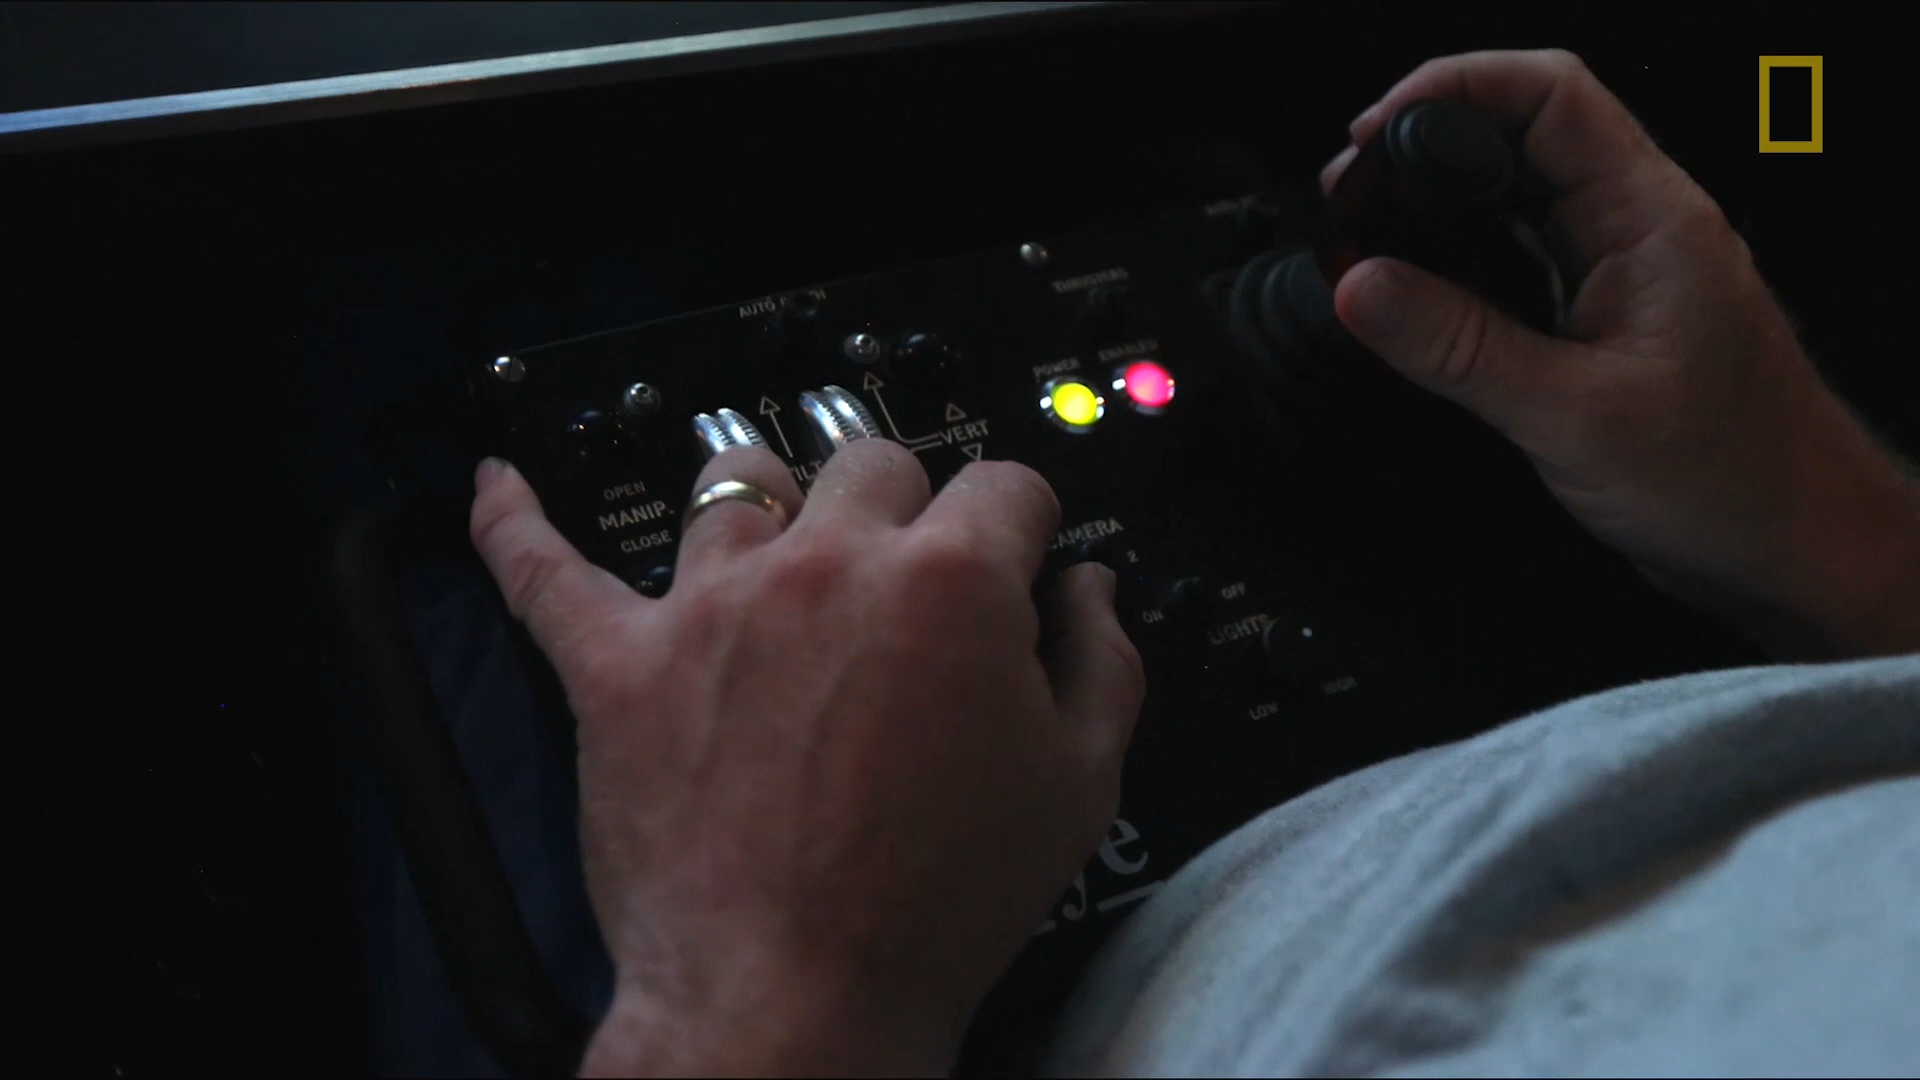 AUTO
THRUSTERS
POWER
ENABLED
VERT
OPEN
MANIP.
CLOSE
CAMERA
2
ON
OFF
LIGHTS
LOW
HIGH